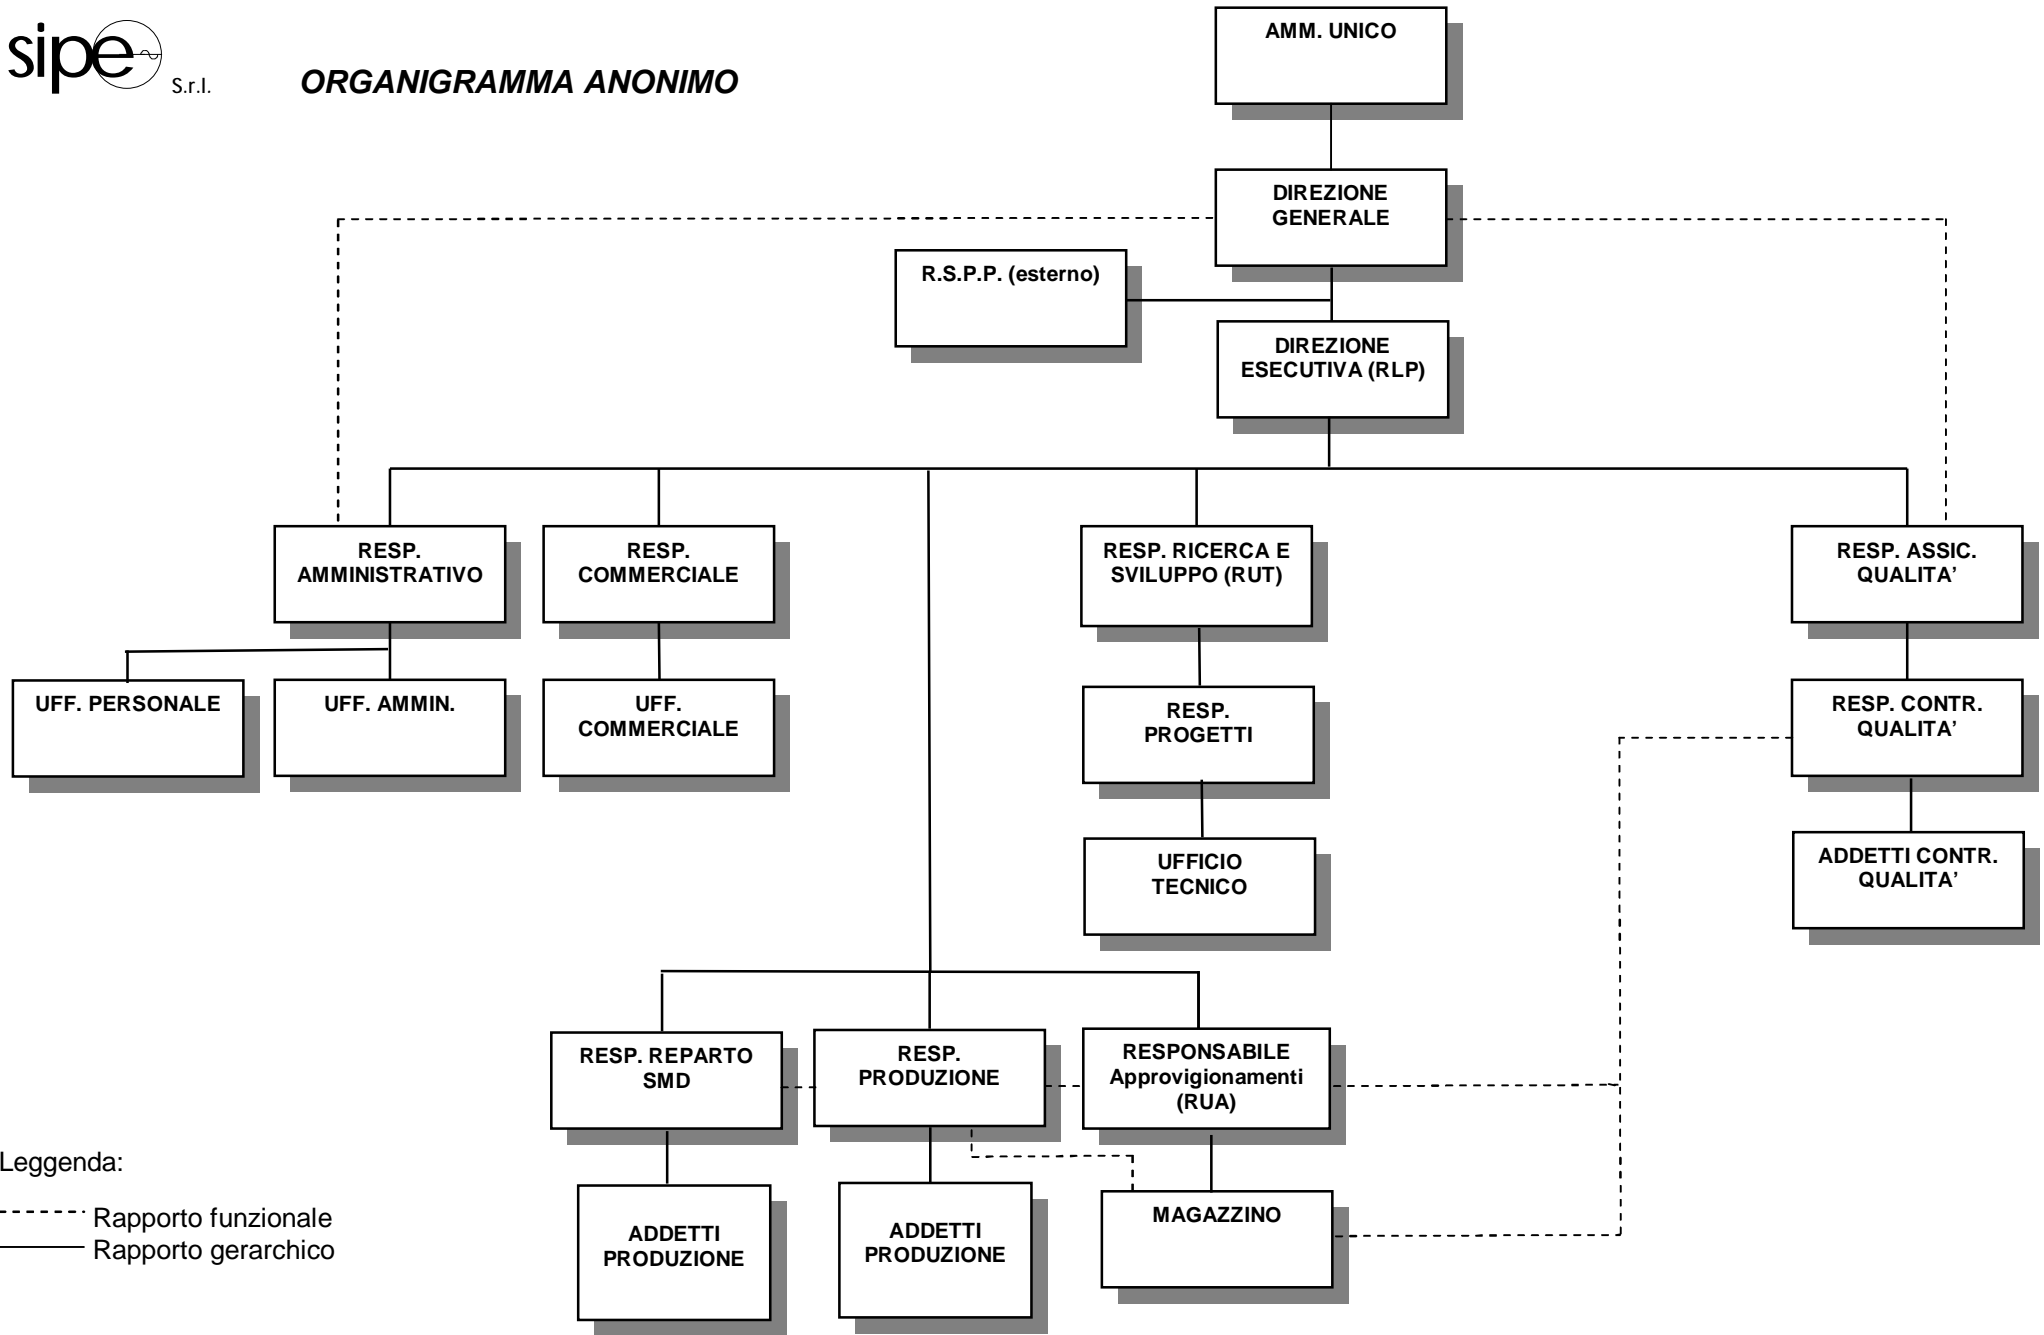 sipe
S.r.l.
ORGANIGRAMMA ANONIMO
AMM. UNICO
DIREZIONE
GENERALE
R.S.P.P. (esterno)
DIREZIONE
ESECUTIVA (RLP)
RESP.
AMMINISTRATIVO
RESP.
COMMERCIALE
RESP. RICERCA E
SVILUPPO (RUT)
RESP. ASSIC.
QUALITA’
UFF. PERSONALE
UFF. AMMIN.
UFF.
COMMERCIALE
RESP.
PROGETTI
RESP. CONTR.
QUALITA’
UFFICIO
TECNICO
ADDETTI CONTR.
QUALITA’
RESP. REPARTO
SMD
RESP.
PRODUZIONE
RESPONSABILE
Approvigionamenti
(RUA)
ADDETTI
PRODUZIONE
ADDETTI
PRODUZIONE
MAGAZZINO
Leggenda:
Rapporto funzionale
Rapporto gerarchico